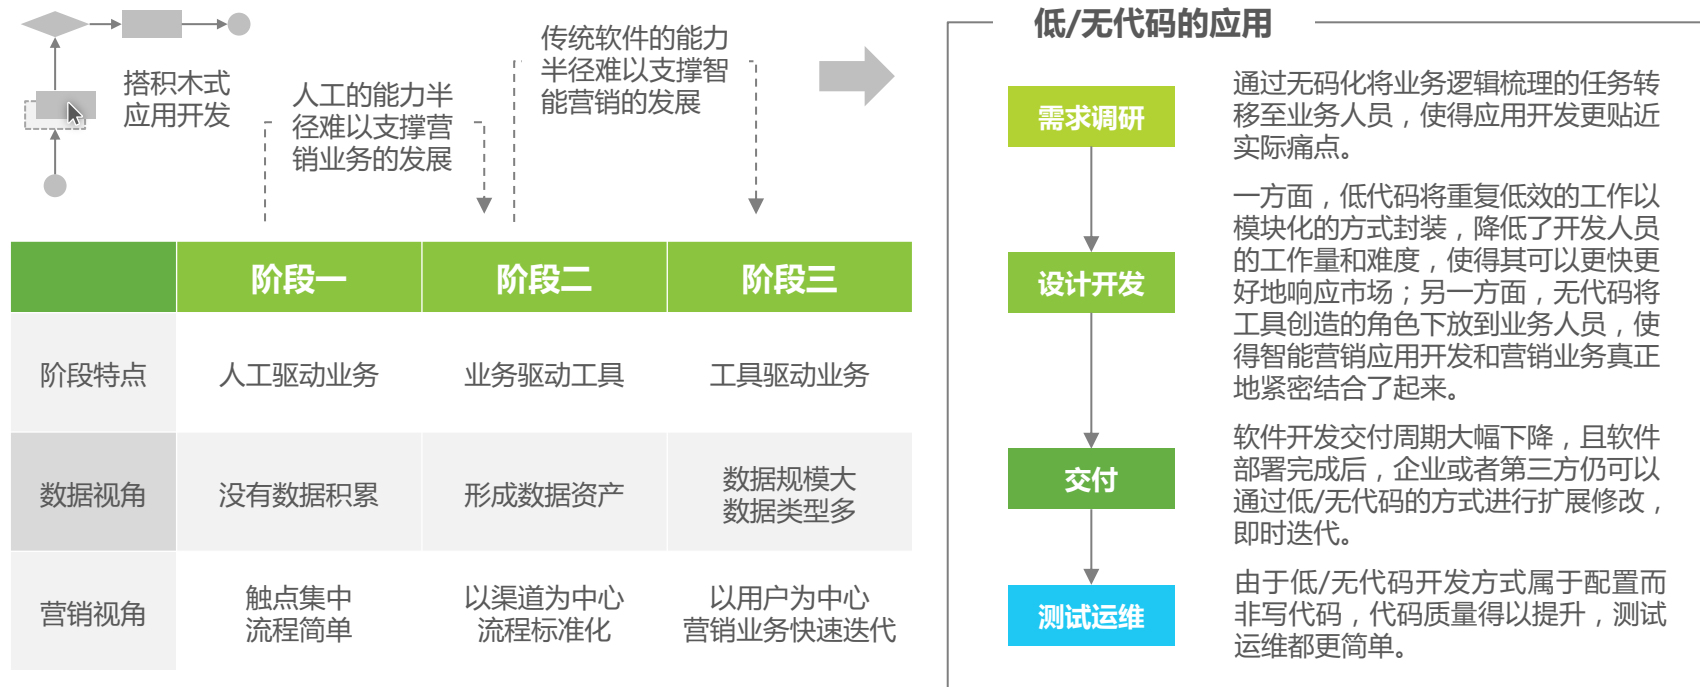 搭积木式
应用开发
人工的能力半
径难以支撑营
销业务的发展
传统软件的能力
半径难以支撑智
能营销的发展
阶段一 阶段二 阶段三
阶段特点 人工驱动业务 业务驱动工具 工具驱动业务
数据视角 没有数据积累 形成数据资产 数据规模大
数据类型多
营销视角 触点集中 以渠道为中心 以用户为中心
流程简单 流程标准化 营销业务快速迭代
低/无代码的应用
需求调研
通过无码化将业务逻辑梳理的任务转
移至业务人员，使得应用开发更贴近
实际痛点。
设计开发
一方面，低代码将重复低效的工作以
模块化的方式封装，降低了开发人员
的工作量和难度，使得其可以更快更
好地响应市场；另一方面，无代码将
工具创造的角色下放到业务人员，使
得智能营销应用开发和营销业务真正
地紧密结合了起来。
交付
软件开发交付周期大幅下降，且软件
部署完成后，企业或者第三方仍可以
通过低/无代码的方式进行扩展修改，
即时迭代。
测试运维
由于低/无代码开发方式属于配置而
非写代码，代码质量得以提升，测试
运维都更简单。